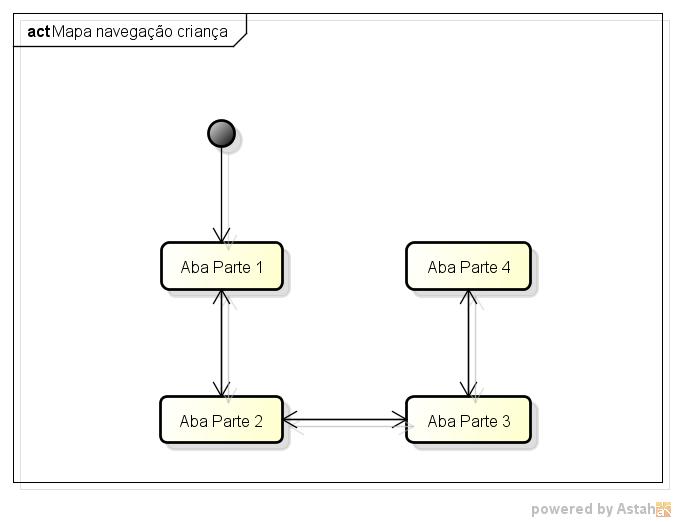 act Mapa navegação criança
Aba Parte 1
Aba Parte 4
Aba Parte 2
Aba Parte 3
powered by Astah